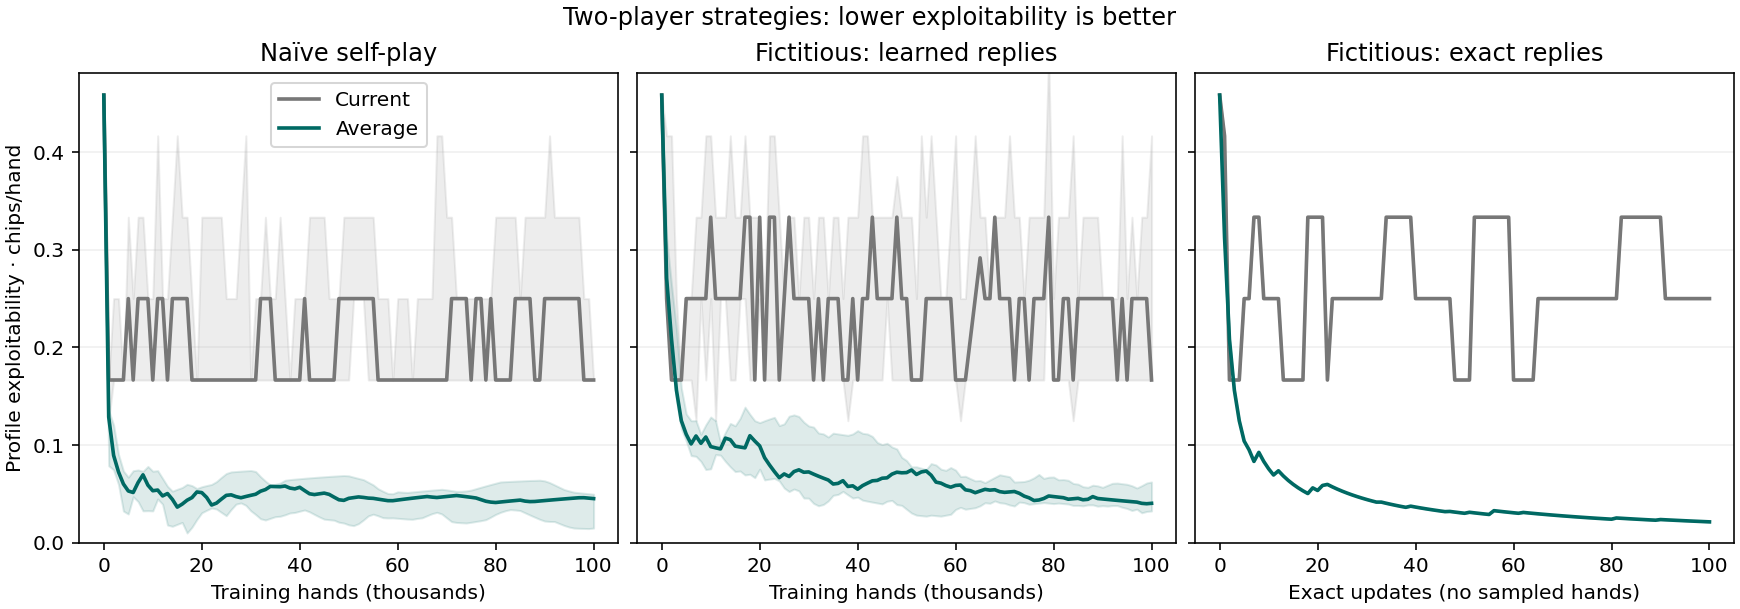 Two-player strategies: lower exploitability is better
Naïve self-play
Fictitious: learned replies
Fictitious: exact replies
Profile exploitability · chips/hand
0.4
0.3
0.2
0.1
0.0
Current
Average
0 20 40 60 80 100
0 20 40 60 80 100
0 20 40 60 80 100
Training hands (thousands)
Training hands (thousands)
Exact updates (no sampled hands)